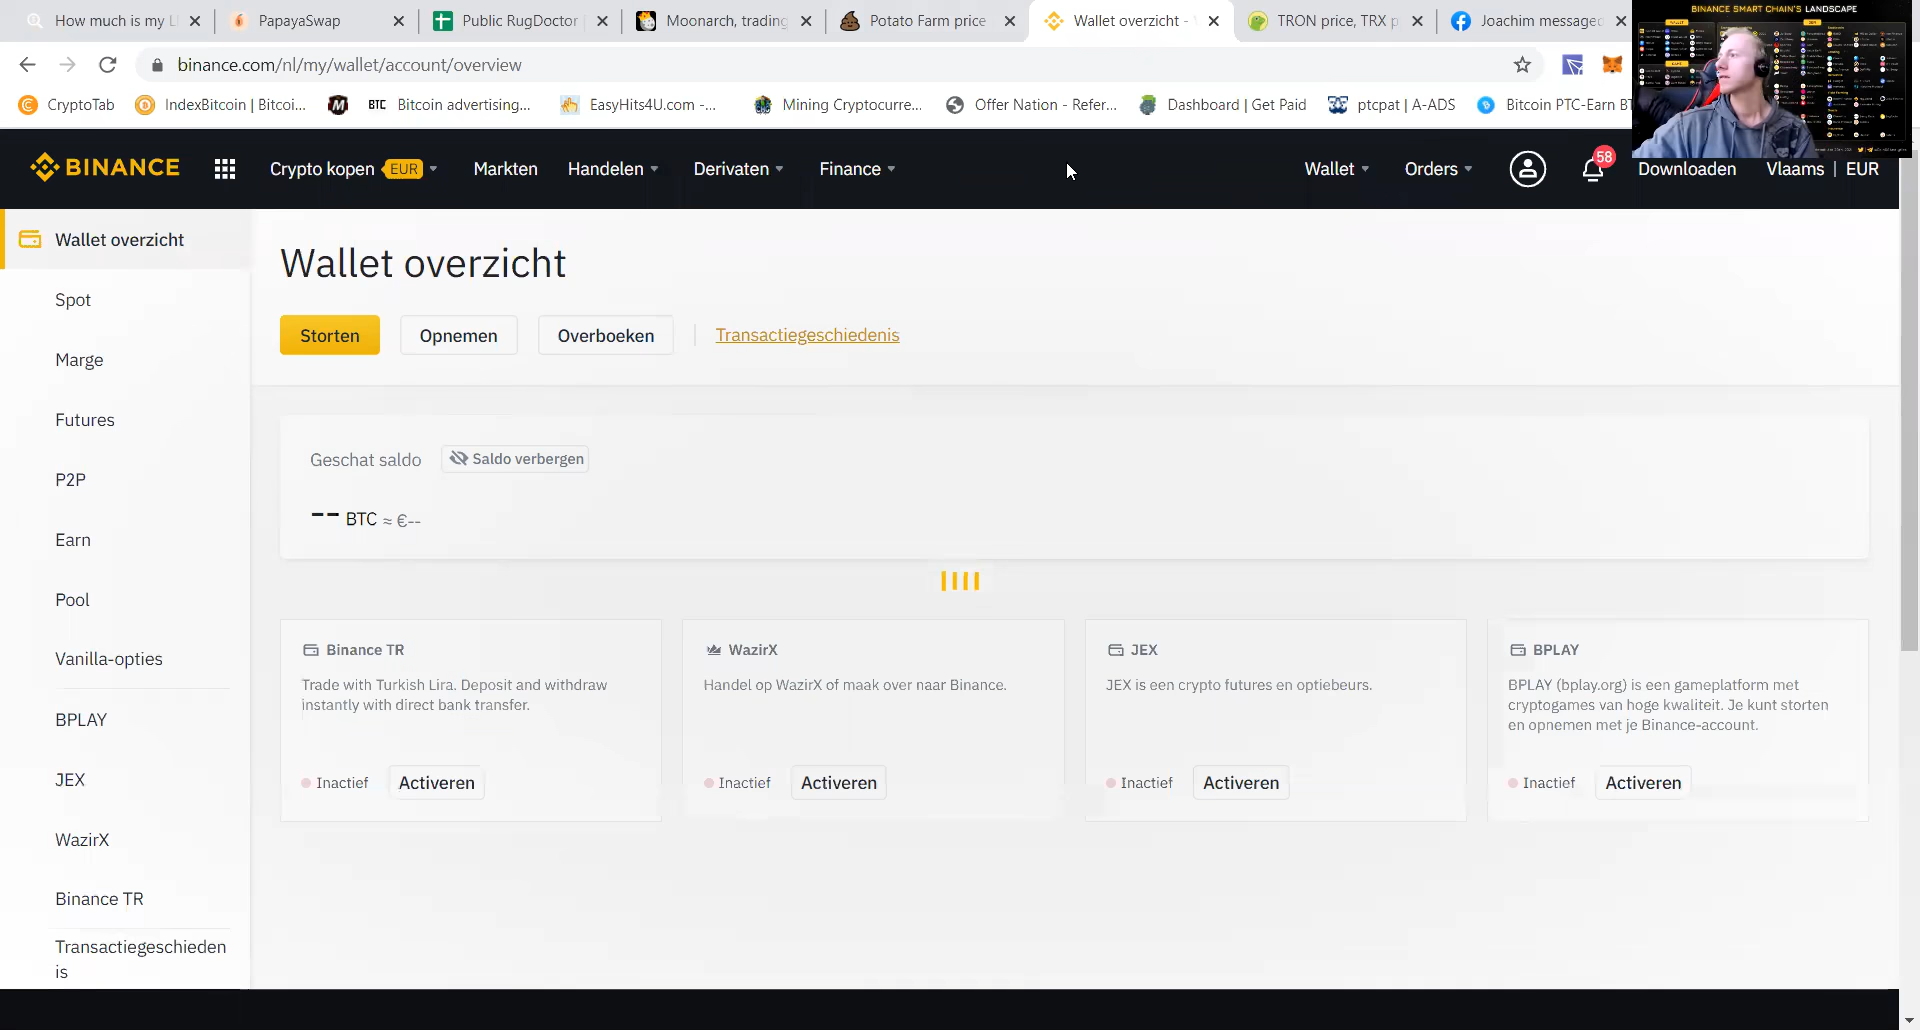 How much is my L
PapayaSwap
Public RugDoctor
Moonarch, trading
Potato Farm price
Wallet overzicht -
TRON price, TRX p
Joachim messaged
binance.com/nl/my/wallet/account/overview
CryptoTab
IndexBitcoin | Bitcoi...
BTC Bitcoin advertising...
EasyHits4U.com -...
Mining Cryptocurre...
Offer Nation - Refer...
Dashboard | Get Paid
ptcpat | A-ADS
Bitcoin PTC-Earn BT
BINANCE SMART CHAIN'S LANDSCAPE
BINANCE
Crypto kopen EUR
Markten
Handelen
Derivaten
Finance
Wallet
Orders
58
Downloaden
Vlaams | EUR
Wallet overzicht
Spot
Marge
Futures
P2P
Earn
Pool
Vanilla-opties
BPLAY
JEX
WazirX
Binance TR
Transactiegeschieden
is
Wallet overzicht
Storten
Opnemen
Overboeken
Transactiegeschiedenis
Geschat saldo
Saldo verbergen
-- BTC ≈ €--
Binance TR
Trade with Turkish Lira. Deposit and withdraw
instantly with direct bank transfer.
Inactief
Activeren
WazirX
Handel op WazirX of maak over naar Binance.
Inactief
Activeren
JEX
JEX is een crypto futures en optiebeurs.
Inactief
Activeren
BPLAY
BPLAY (bplay.org) is een gameplatform met
cryptogames van hoge kwaliteit. Je kunt storten
en opnemen met je Binance-account.
Inactief
Activeren